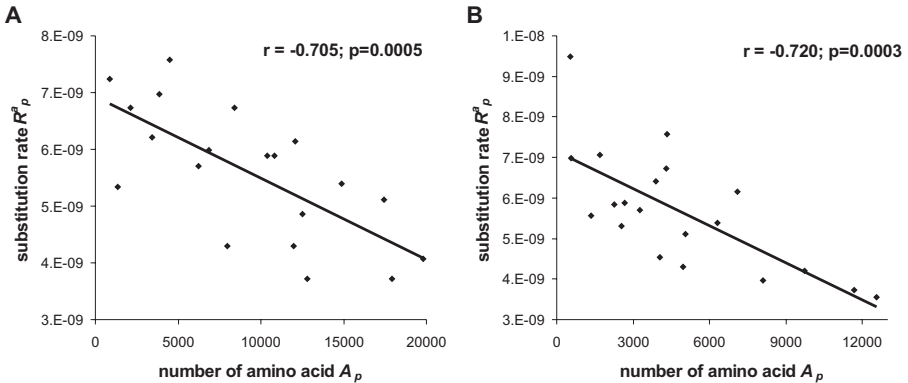 A
8.E-09
7.E-09
6.E-09
5.E-09
4.E-09
3.E-09
substitution rate R^a_p
r = -0.705; p=0.0005
0 5000 10000 15000 20000
number of amino acid A_p
B
1.E-08
9.E-09
8.E-09
7.E-09
6.E-09
5.E-09
4.E-09
3.E-09
substitution rate R^a_p
r = -0.720; p=0.0003
0 3000 6000 9000 12000
number of amino acid A_p